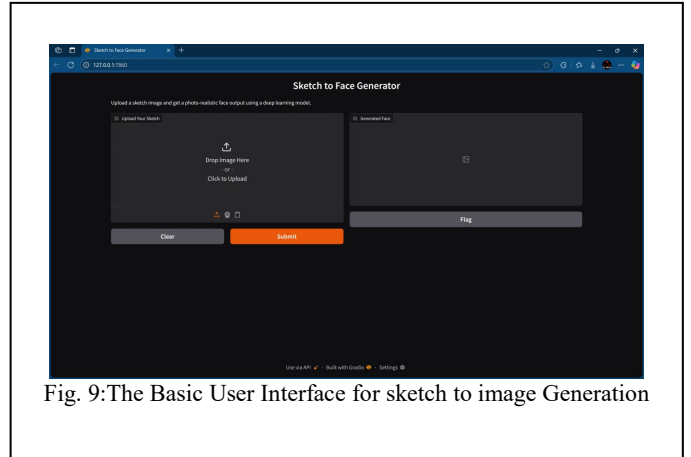 Sketch to Face Generator
127.0.0.1:7860
Sketch to Face Generator
Upload a sketch image and get a photo-realistic face output using a deep learning model.
Upload Your Sketch
Generated Face
Drop Image Here
- or -
Click to Upload
Flag
Clear
Submit
Use via API · Built with Gradio · Settings
Fig. 9:The Basic User Interface for sketch to image Generation